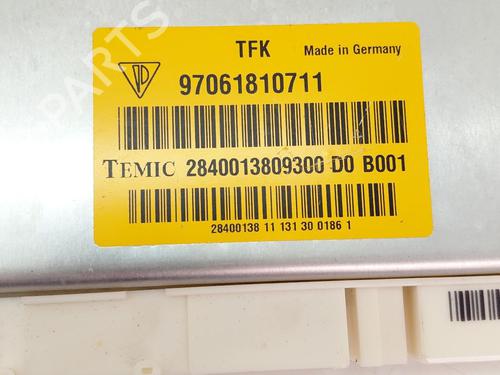 TFK Made in Germany
97061810711
TEMIC 2840013809300 D0 B001
28400138 11 131 30 0186 1
PARTS